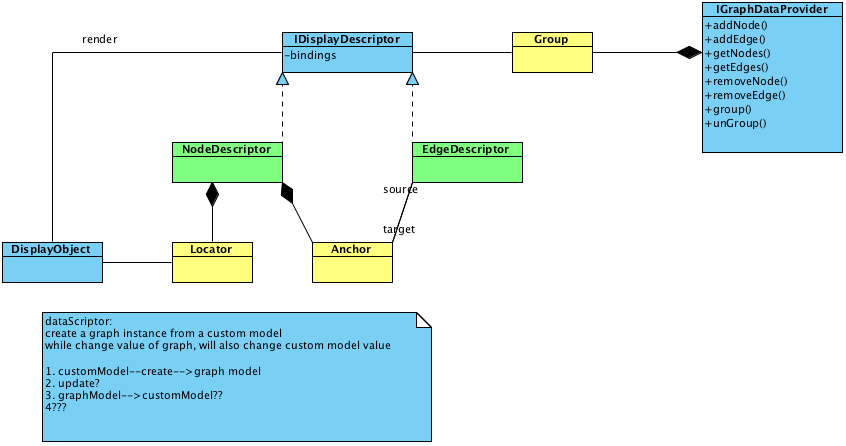 IGraphDataProvider
+addNode()
+addEdge()
+getNodes()
+getEdges()
+removeNode()
+removeEdge()
+group()
+unGroup()
render
IDisplayDescriptor
-bindings
Group
NodeDescriptor
EdgeDescriptor
source
target
DisplayObject
Locator
Anchor
dataScriptor:
create a graph instance from a custom model
while change value of graph, will also change custom model value
1. customModel--create-->graph model
2. update?
3. graphModel-->customModel??
4???